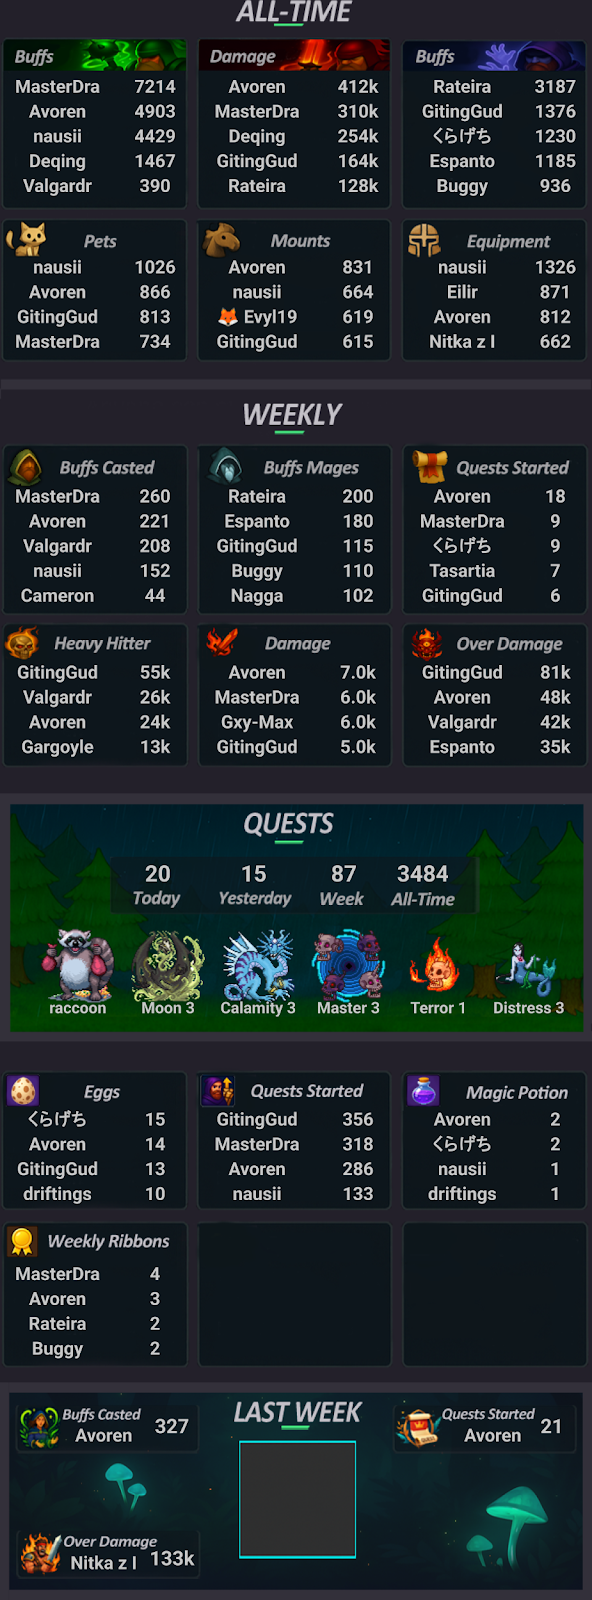 ALL-TIME
Buffs
MasterDra 7214
Avoren 4903
nausii 4429
Deqing 1467
Valgardr 390
Damage
Avoren 412k
MasterDra 310k
Deqing 254k
GitingGud 164k
Rateira 128k
Buffs
Rateira 3187
GitingGud 1376
くらげち 1230
Espanto 1185
Buggy 936
Pets
nausii 1026
Avoren 866
GitingGud 813
MasterDra 734
Mounts
Avoren 831
nausii 664
🦊 Evyl19 619
GitingGud 615
Equipment
nausii 1326
Eilir 871
Avoren 812
Nitka z I 662
WEEKLY
Buffs Casted
MasterDra 260
Avoren 221
Valgardr 208
nausii 152
Cameron 44
Buffs Mages
Rateira 200
Espanto 180
GitingGud 115
Buggy 110
Nagga 102
Quests Started
Avoren 18
MasterDra 9
くらげち 9
Tasartia 7
GitingGud 6
Heavy Hitter
GitingGud 55k
Valgardr 26k
Avoren 24k
Gargoyle 13k
Damage
Avoren 7.0k
MasterDra 6.0k
Gxy-Max 6.0k
GitingGud 5.0k
Over Damage
GitingGud 81k
Avoren 48k
Valgardr 42k
Espanto 35k
QUESTS
20 15 87 3484
Today Yesterday Week All-Time
raccoon Moon 3 Calamity 3 Master 3 Terror 1 Distress 3
Eggs
くらげち 15
Avoren 14
GitingGud 13
driftings 10
Quests Started
GitingGud 356
MasterDra 318
Avoren 286
nausii 133
Magic Potion
Avoren 2
くらげち 2
nausii 1
driftings 1
Weekly Ribbons
MasterDra 4
Avoren 3
Rateira 2
Buggy 2
LAST WEEK
Buffs Casted
Avoren 327
Quests Started
Avoren 21
Over Damage
Nitka z I 133k